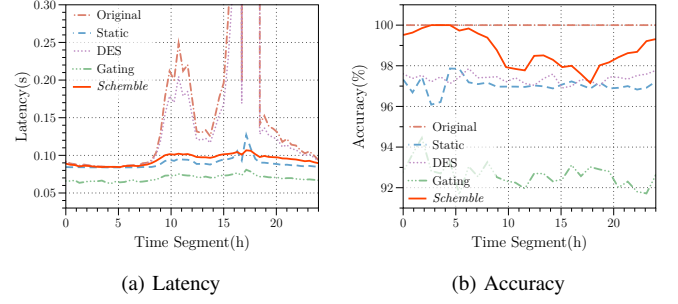 0.30
0.25
0.20
0.15
0.10
0.05
Latency(s)
Original
Static
DES
Gating
Schemble
0 5 10 15 20
Time Segment(h)
(a) Latency
100
98
96
94
92
Accuracy(%)
Original
Static
DES
Gating
Schemble
0 5 10 15 20
Time Segment(h)
(b) Accuracy